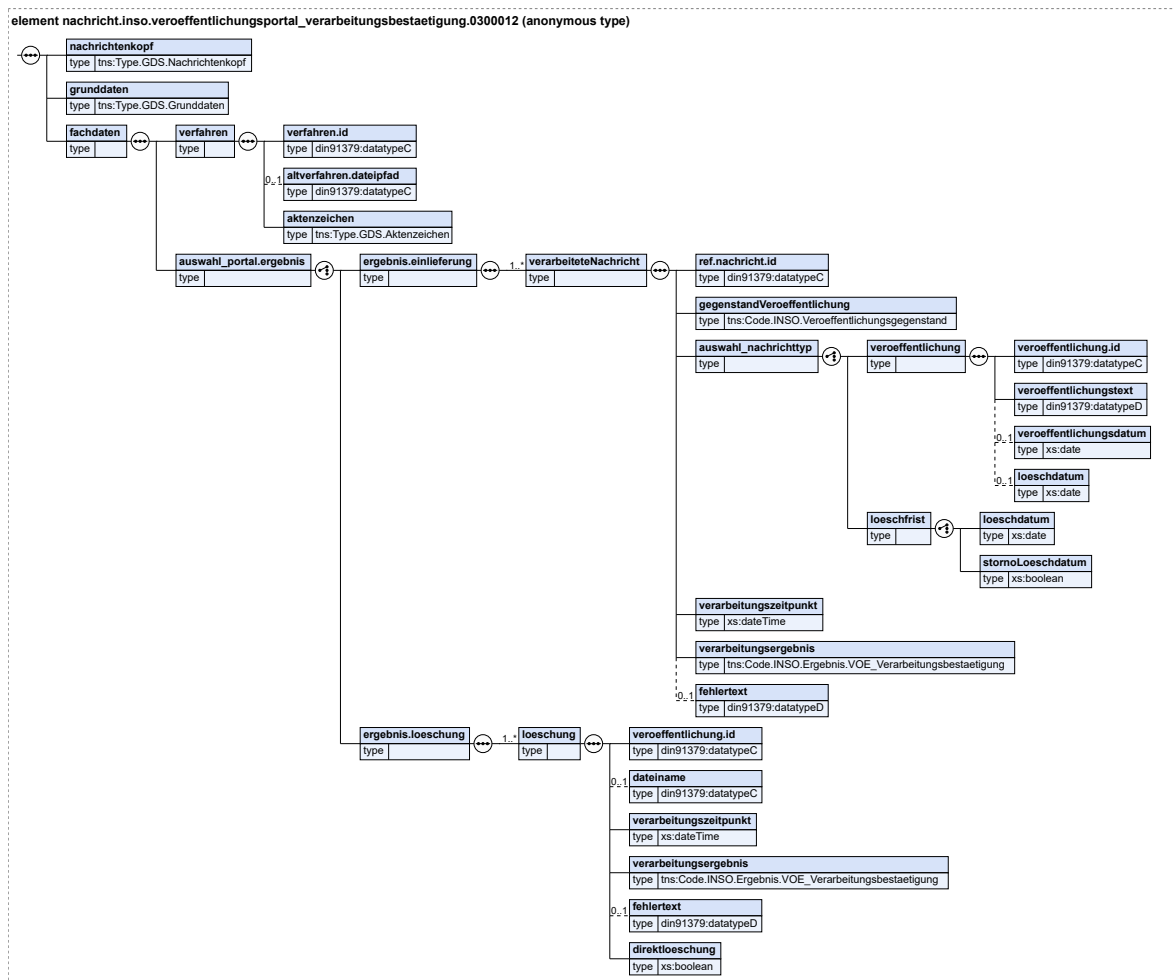 element nachricht.inso.veroeffentlichungsportal_verarbeitungsbestaetigung.0300012 (anonymous type)
nachrichtenkopf
type tns:Type.GDS.Nachrichtenkopf
grunddaten
type tns:Type.GDS.Grunddaten
fachdaten
type
verfahren
type
verfahren.id
type din91379:datatypeC
0..1
altverfahren.dateipfad
type din91379:datatypeC
aktenzeichen
type tns:Type.GDS.Aktenzeichen
auswahl_portal.ergebnis
type
ergebnis.einlieferung
type
1..*
verarbeiteteNachricht
type
ref.nachricht.id
type din91379:datatypeC
gegenstandVeroeffentlichung
type tns:Code.INSO.Veroeffentlichungsgegenstand
auswahl_nachrichttyp
type
veroeffentlichung
type
veroeffentlichung.id
type din91379:datatypeC
veroeffentlichungstext
type din91379:datatypeD
0..1
veroeffentlichungsdatum
type xs:date
0..1
loeschdatum
type xs:date
loeschfrist
type
loeschdatum
type xs:date
stornoLoeschdatum
type xs:boolean
verarbeitungszeitpunkt
type xs:dateTime
verarbeitungsergebnis
type tns:Code.INSO.Ergebnis.VOE_Verarbeitungsbestaetigung
0..1
fehlertext
type din91379:datatypeD
ergebnis.loeschung
type
1..*
loeschung
type
veroeffentlichung.id
type din91379:datatypeC
0..1
dateiname
type din91379:datatypeC
verarbeitungszeitpunkt
type xs:dateTime
verarbeitungsergebnis
type tns:Code.INSO.Ergebnis.VOE_Verarbeitungsbestaetigung
0..1
fehlertext
type din91379:datatypeD
direktloeschung
type xs:boolean